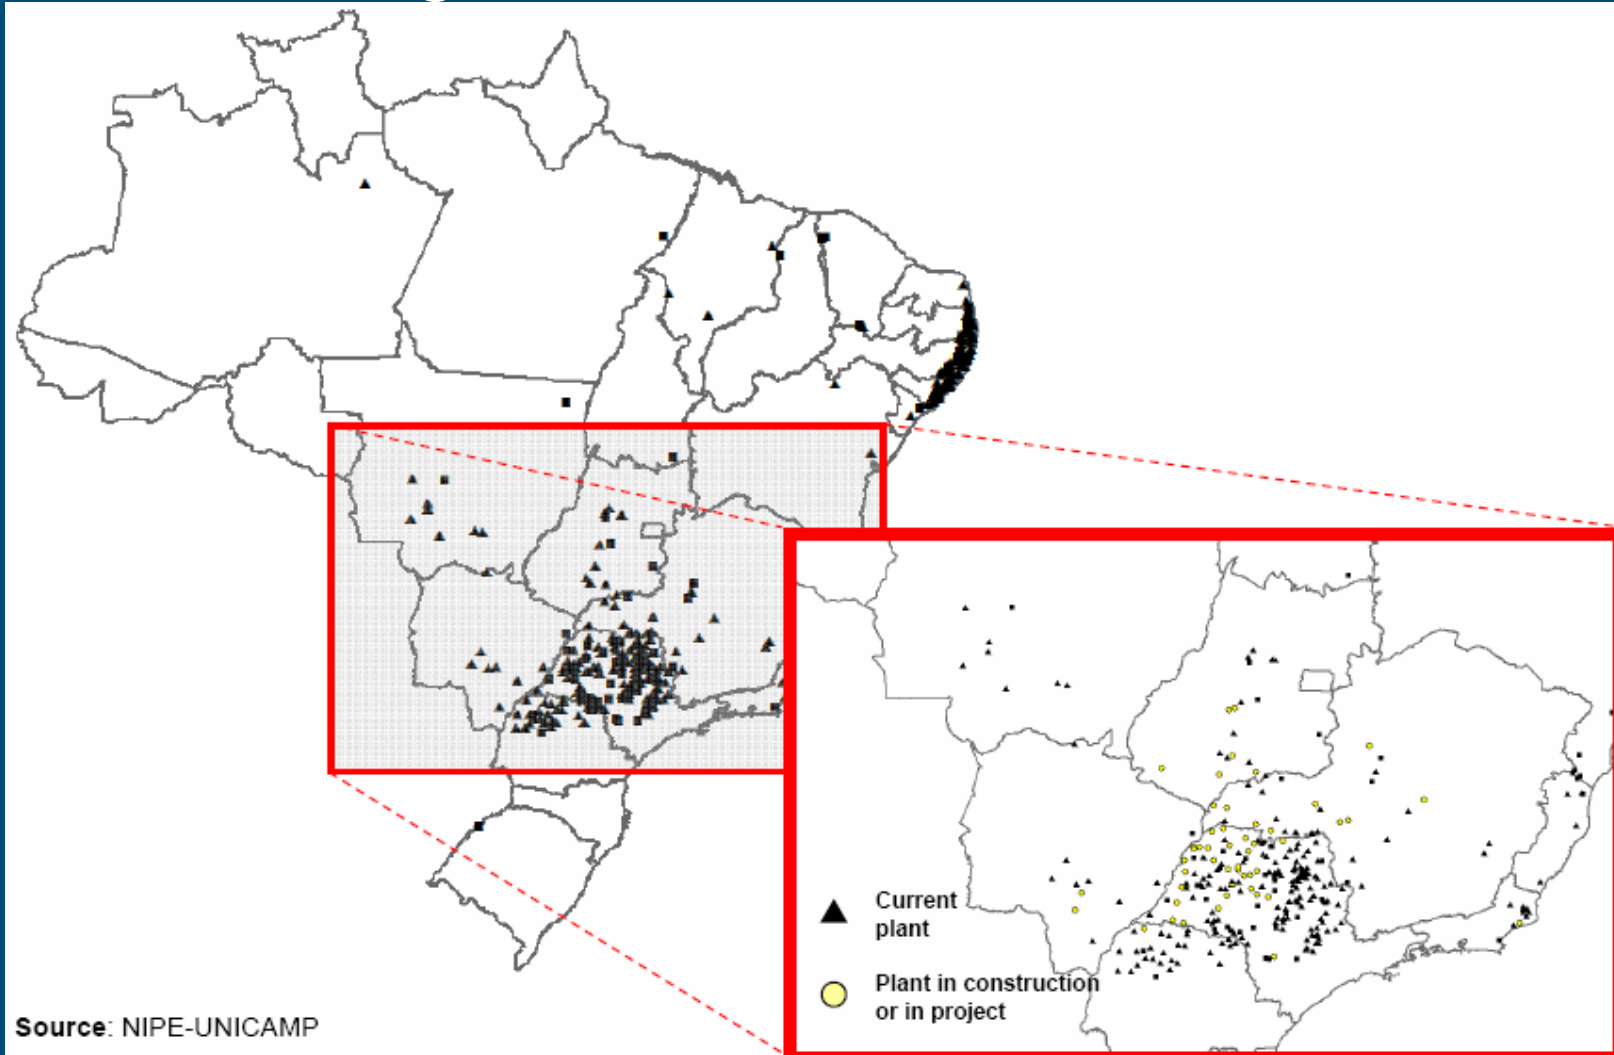 Current
plant
Plant in construction
or in project
Source: NIPE-UNICAMP